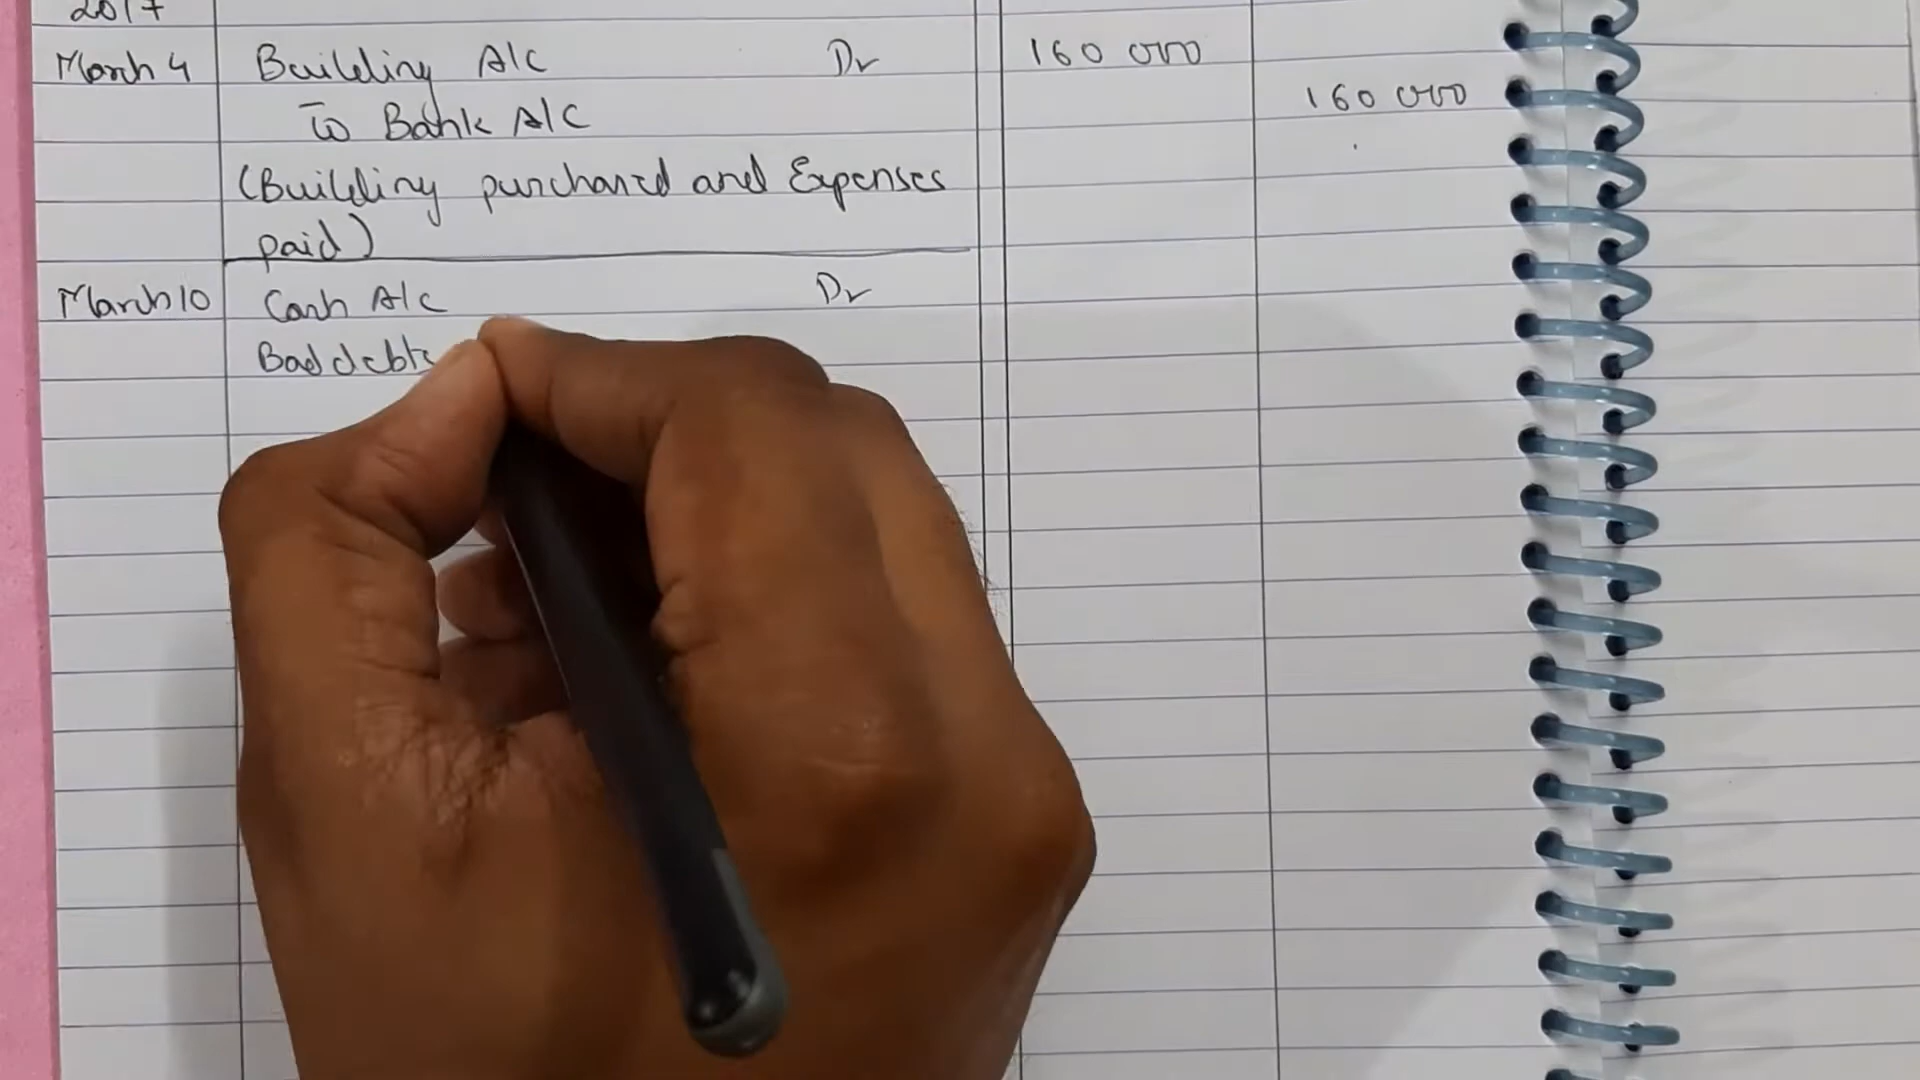 2017
March 4 Building A/c Dr 160 000
To Bank A/c 160 000
(Building purchased and Expenses
paid)
March 10 Cash A/c Dr
Bad debts